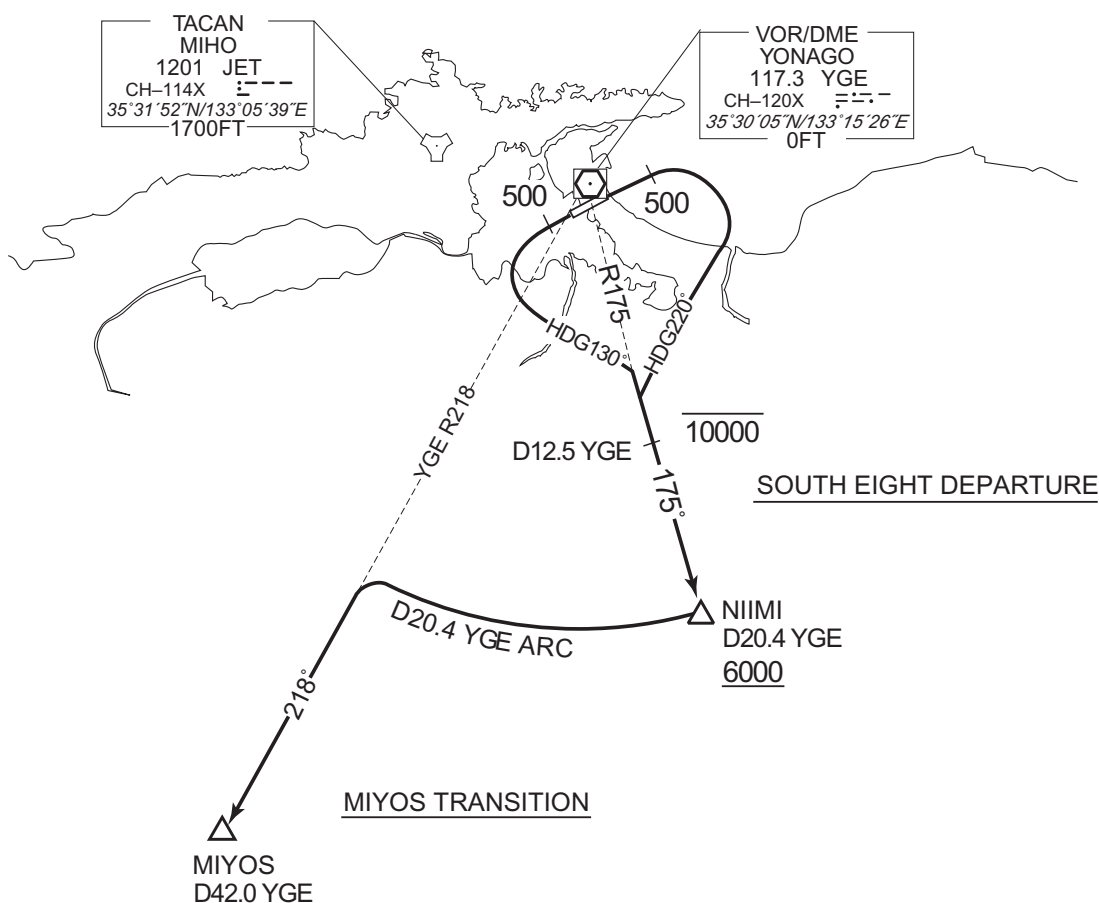 TACAN
MIHO
1201 JET
CH–114X
35°31´52˝N/133°05´39˝E
1700FT
VOR/DME
YONAGO
117.3 YGE
CH–120X
35°30´05˝N/133°15´26˝E
0FT
500
500
R175
HDG130°
HDG220°
YGE R218
10000
D12.5 YGE
175°
SOUTH EIGHT DEPARTURE
NIIMI
D20.4 YGE
6000
D20.4 YGE ARC
218°
MIYOS TRANSITION
MIYOS
D42.0 YGE